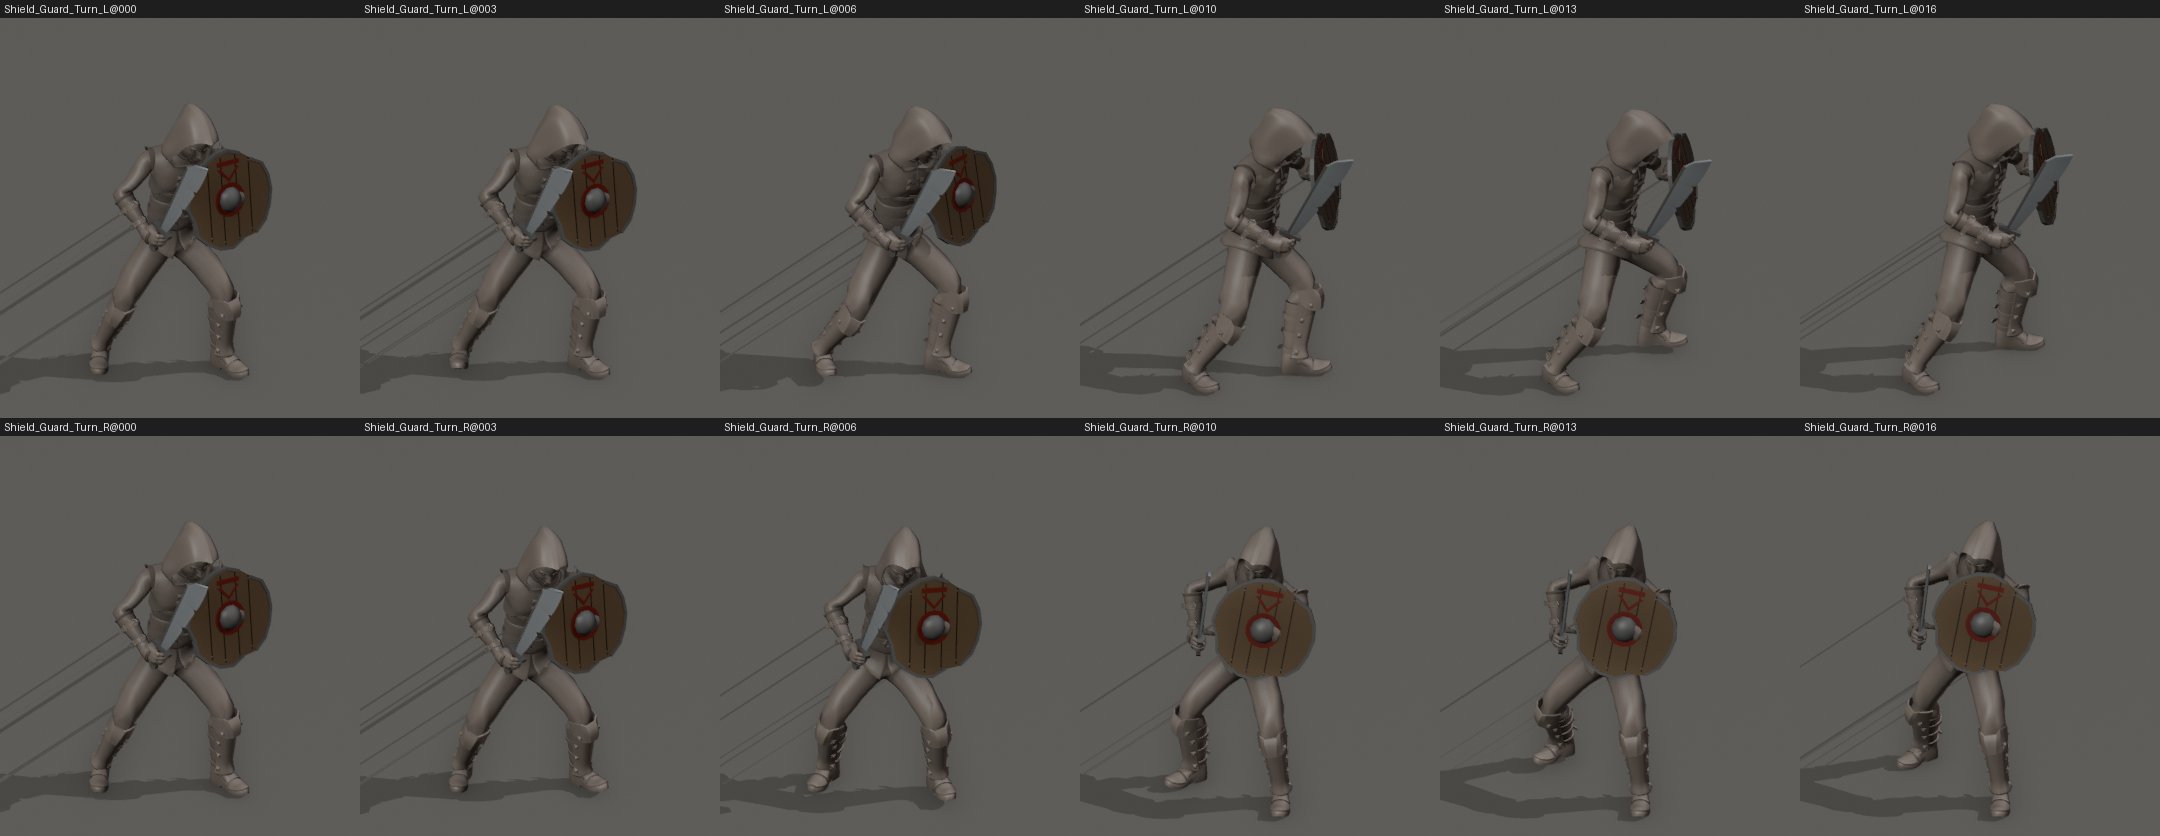 Shield_Guard_Turn_L@000
Shield_Guard_Turn_L@003
Shield_Guard_Turn_L@006
Shield_Guard_Turn_L@010
Shield_Guard_Turn_L@013
Shield_Guard_Turn_L@016
Shield_Guard_Turn_R@000
Shield_Guard_Turn_R@003
Shield_Guard_Turn_R@006
Shield_Guard_Turn_R@010
Shield_Guard_Turn_R@013
Shield_Guard_Turn_R@016